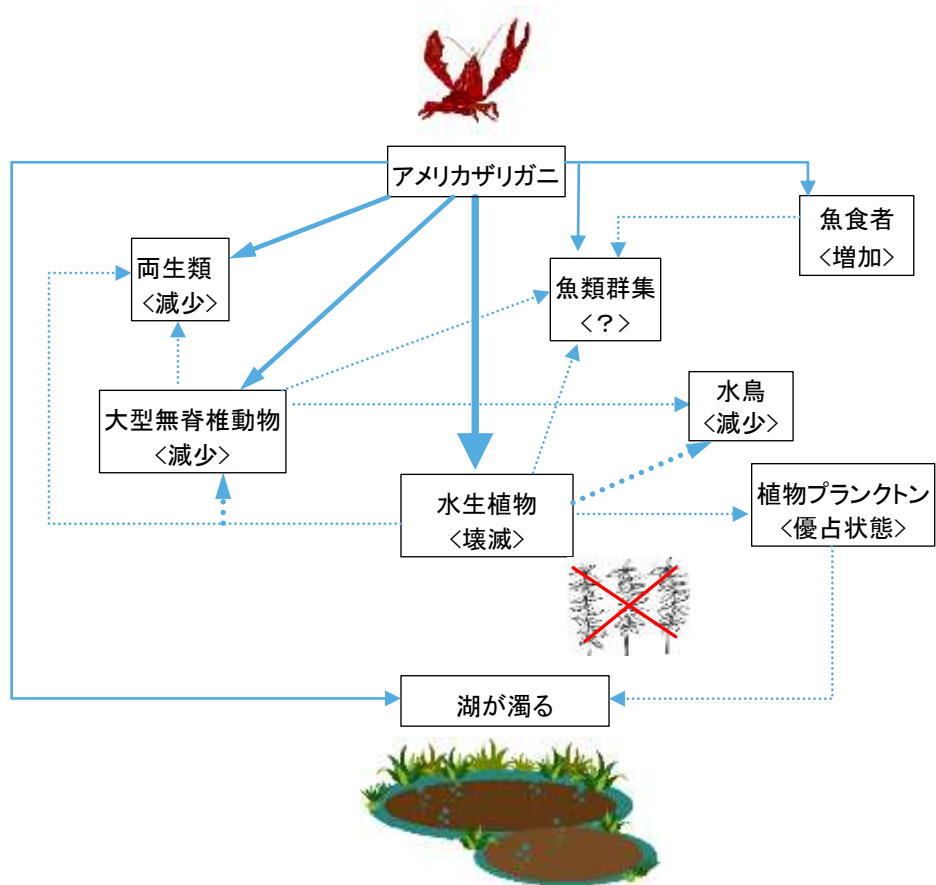 アメリカザリガニ
魚食者
<増加>
両生類
<減少>
魚類群集
<？>
水鳥
<減少>
大型無脊椎動物
<減少>
水生植物
<壊滅>
植物プランクトン
<優占状態>
湖が濁る